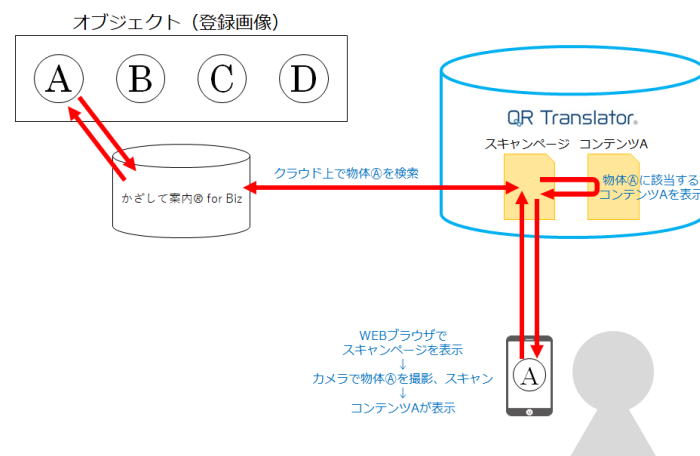 オブジェクト（登録画像）
A B C D
かざして案内® for Biz
クラウド上で物体Ⓐを検索
QR Translator®
スキャンページ コンテンツA
物体Ⓐに該当する
コンテンツAを表示
WEBブラウザで
スキャンページを表示
↓
カメラで物体Ⓐを撮影、スキャン
↓
コンテンツAが表示
A